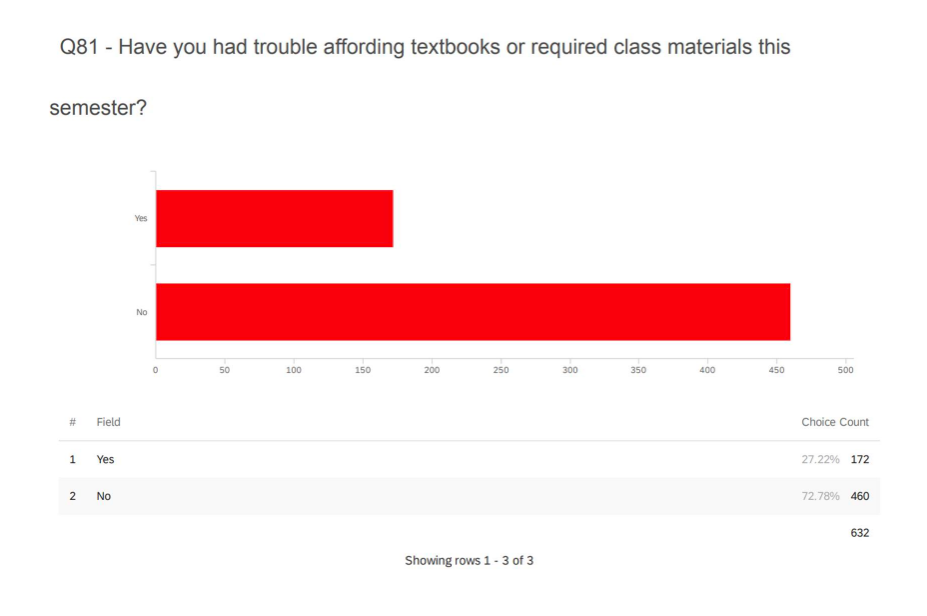 Q81 - Have you had trouble affording textbooks or required class materials this
semester?
Yes
No
0 50 100 150 200 250 300 350 400 450 500
# Field Choice Count
1 Yes 27.22% 172
2 No 72.78% 460
632
Showing rows 1 - 3 of 3